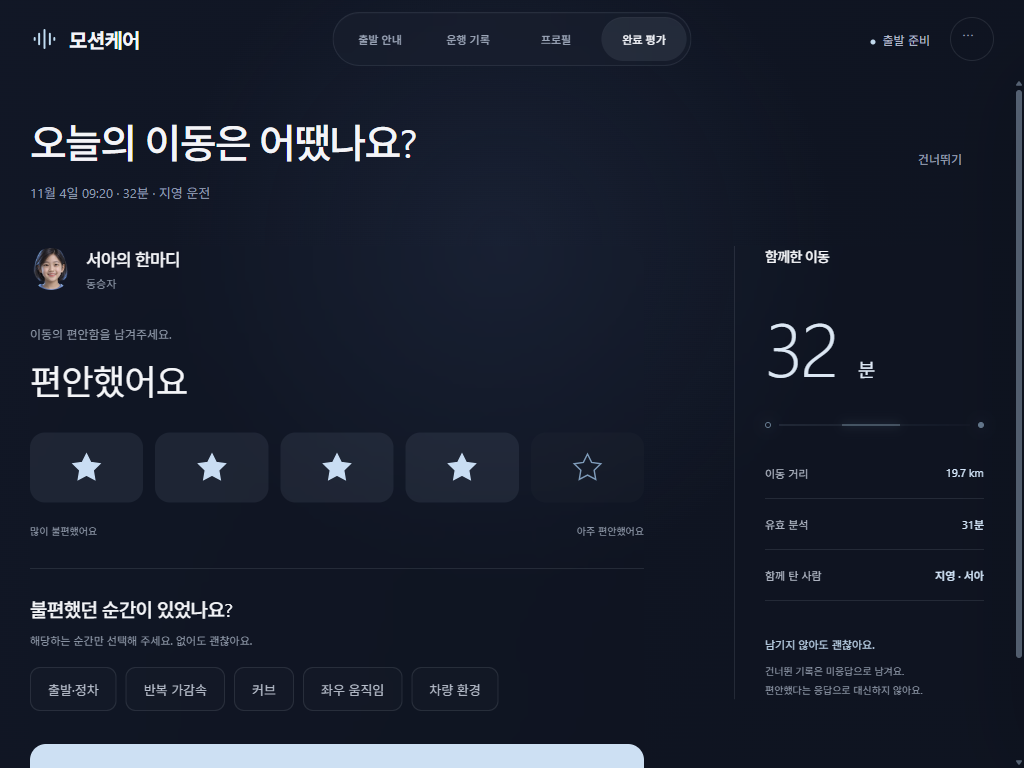 모션케어
출발 안내
운행 기록
프로필
완료 평가
출발 준비
...
오늘의 이동은 어땠나요?
건너뛰기
11월 4일 09:20 · 32분 · 지영 운전
서아의 한마디
동승자
이동의 편안함을 남겨주세요.
편안했어요
많이 불편했어요
아주 편안했어요
불편했던 순간이 있었나요?
해당하는 순간만 선택해 주세요. 없어도 괜찮아요.
출발·정차
반복 가감속
커브
좌우 움직임
차량 환경
함께한 이동
32 분
이동 거리 19.7 km
유효 분석 31분
함께 탄 사람 지영 · 서아
남기지 않아도 괜찮아요.
건너뛴 기록은 미응답으로 남겨요.
편안했다는 응답으로 대신하지 않아요.